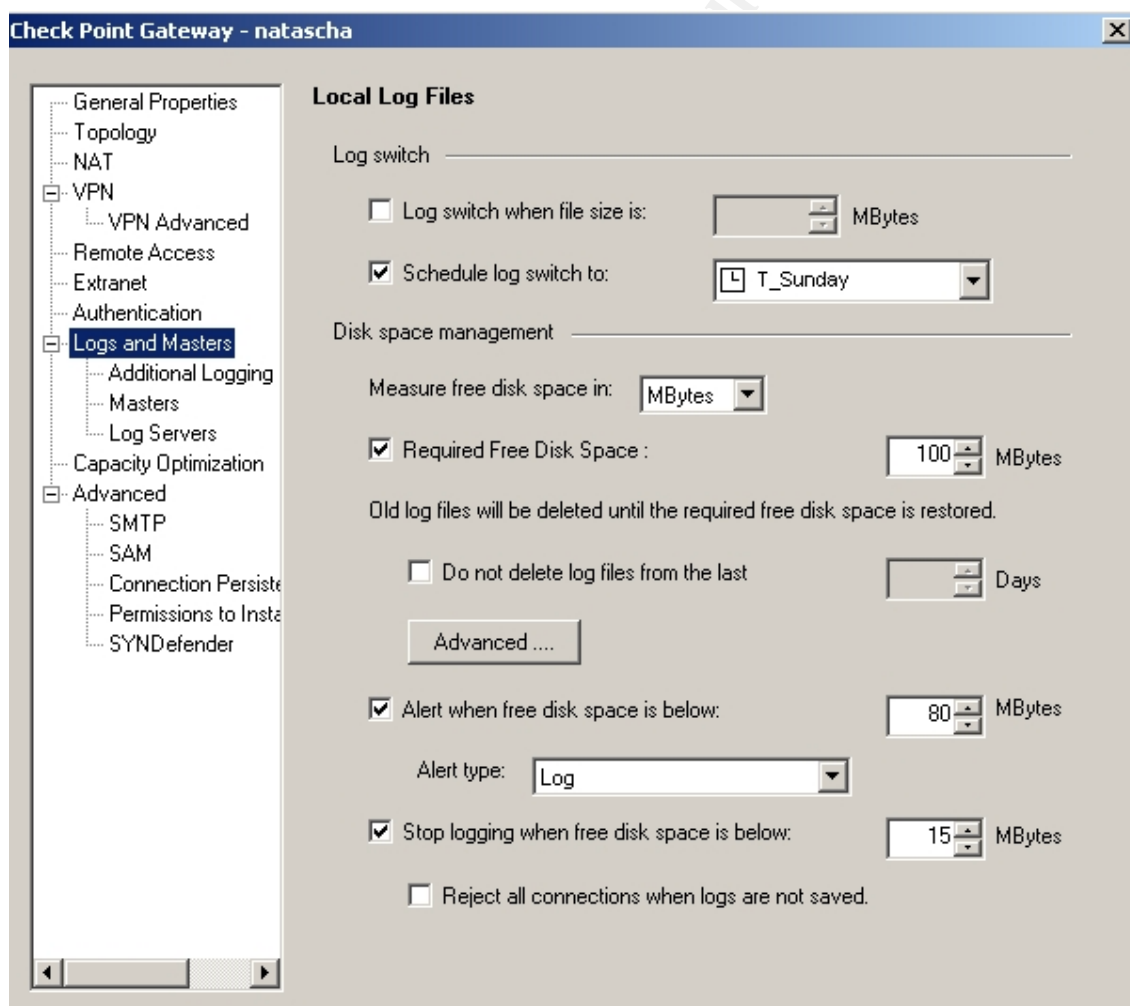 Check Point Gateway - natascha
General Properties
Topology
NAT
VPN
VPN Advanced
Remote Access
Extranet
Authentication
Logs and Masters
Additional Logging
Masters
Log Servers
Capacity Optimization
Advanced
SMTP
SAM
Connection Persiste
Permissions to Insta
SYNDefender
Local Log Files
Log switch
Log switch when file size is: MBytes
Schedule log switch to: T_Sunday
Disk space management
Measure free disk space in: MBytes
Required Free Disk Space : 100 MBytes
Old log files will be deleted until the required free disk space is restored.
Do not delete log files from the last Days
Advanced ....
Alert when free disk space is below: 80 MBytes
Alert type: Log
Stop logging when free disk space is below: 15 MBytes
Reject all connections when logs are not saved.